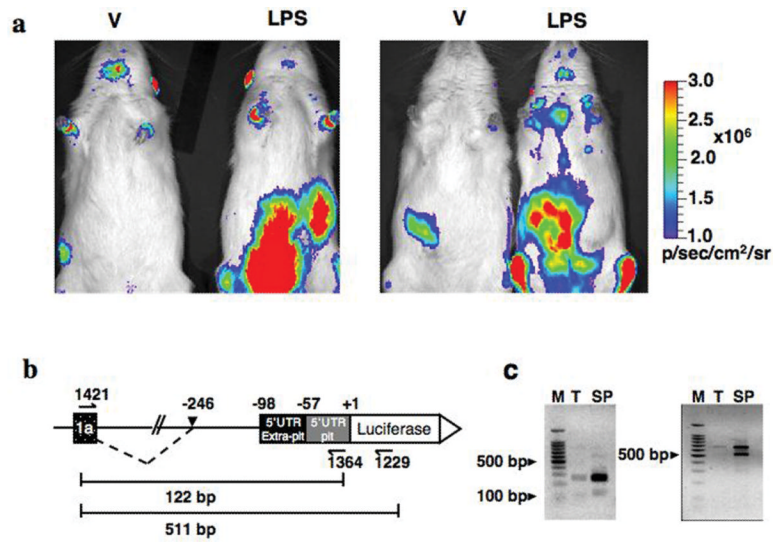 a
V LPS V LPS
3.0
x10⁶
2.5
2.0
1.5
1.0
p/sec/cm²/sr
b
1421
-246
-98 -57 +1
1a
5'UTR Extra-pit
5'UTR pit
Luciferase
1364 1229
122 bp
511 bp
c
M T SP
500 bp
100 bp
M T SP
500 bp